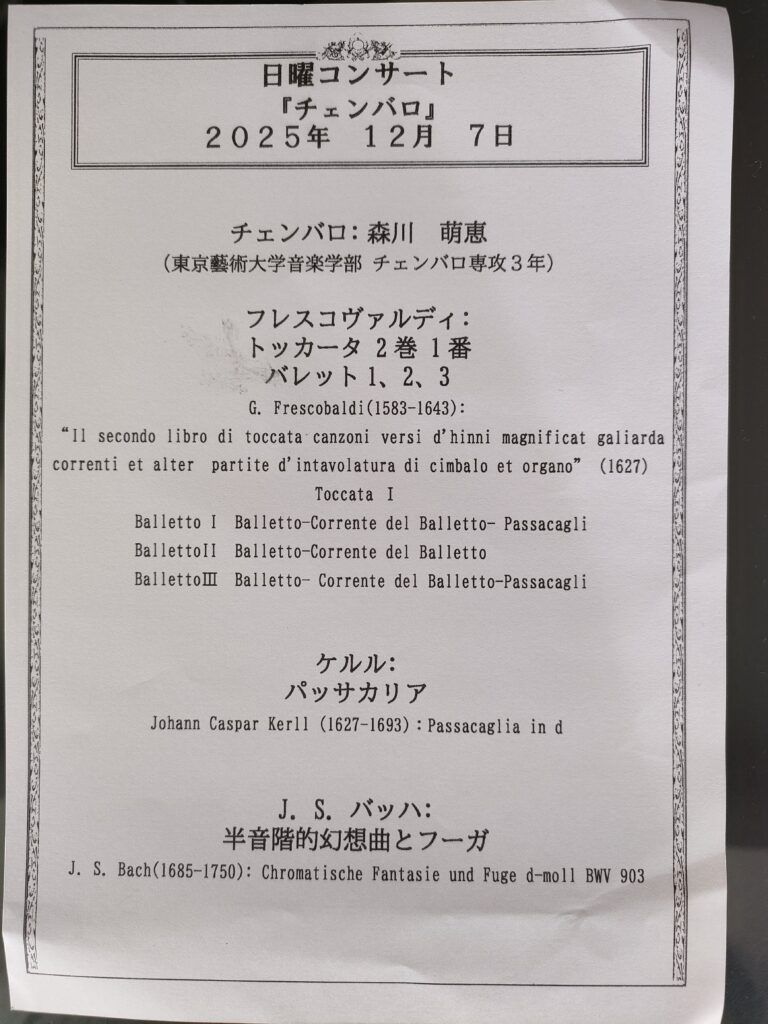 日曜コンサート
『チェンバロ』
２０２５年　１２月　７日
チェンバロ：森川　萌恵
（東京藝術大学音楽学部 チェンバロ専攻３年）
フレスコヴァルディ：
トッカータ 2 巻 1 番
バレット 1、2、3
G. Frescobaldi(1583-1643):
“Il secondo libro di toccata canzoni versi d'hinni magnificat galiarda
correnti et alter partite d'intavolatura di cimbalo et organo” (1627)
Toccata Ⅰ
Balletto Ⅰ Balletto-Corrente del Balletto- Passacagli
BallettoII Balletto-Corrente del Balletto
BallettoⅢ Balletto- Corrente del Balletto-Passacagli
ケルル：
パッサカリア
Johann Caspar Kerll (1627-1693)：Passacaglia in d
J. S. バッハ：
半音階的幻想曲とフーガ
J. S. Bach(1685-1750): Chromatische Fantasie und Fuge d-moll BWV 903